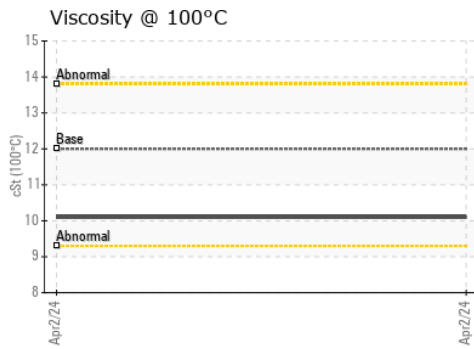 Viscosity @ 100°C
15
14
13
12
11
10
9
8
cSt (100°C)
Abnormal
Base
Abnormal
Apr2/24
Apr2/24